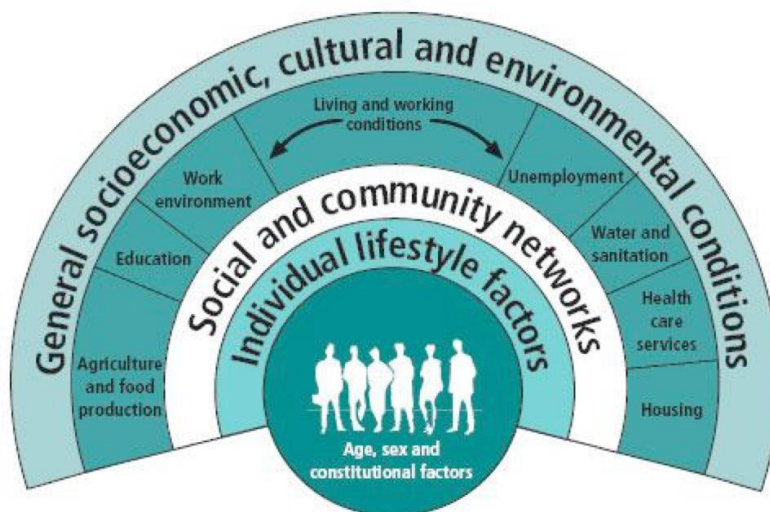 General socioeconomic, cultural and environmental conditions
Living and working
conditions
Agriculture
and food
production
Education
Work
environment
Unemployment
Water and
sanitation
Health
care
services
Housing
Social and community networks
Individual lifestyle factors
Age, sex and
constitutional factors